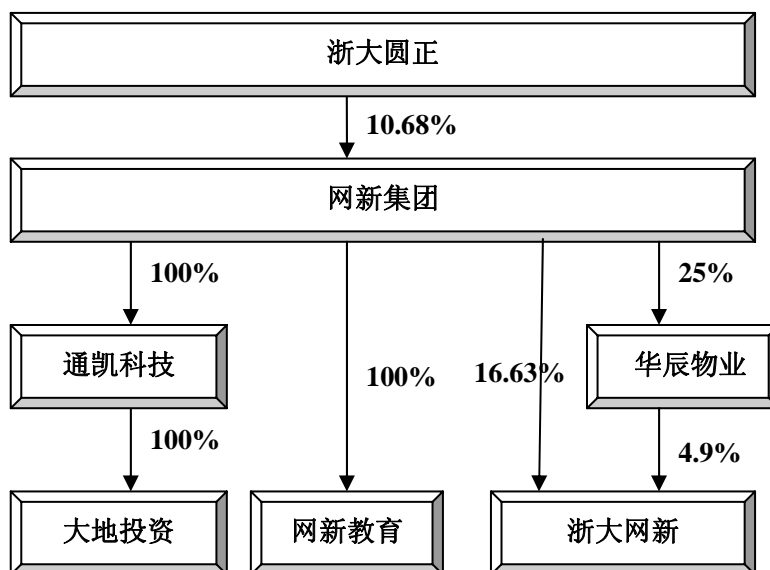 浙大圆正
10.68%
网新集团
100%
25%
通凯科技
100%
16.63%
华辰物业
100%
4.9%
大地投资
网新教育
浙大网新